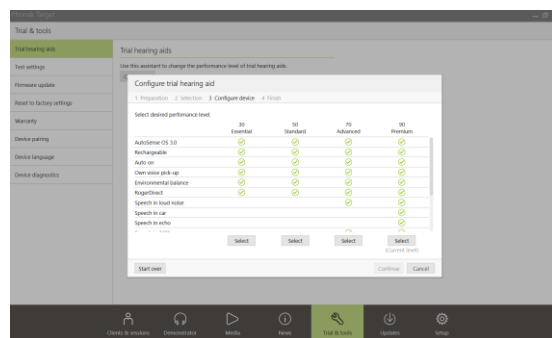 Phonak Target
Trial & tools
Trial hearing aids
Test settings
Firmware update
Reset to factory settings
Warranty
Device pairing
Device language
Device diagnostics
Trial hearing aids
Use this assistant to change the performance level of trial hearing aids.
Configure trial hearing aid
1 Preparation 2 Selection 3 Configure device 4 Finish
Select desired performance level.
30 50 70 90
Essential Standard Advanced Premium
AutoSense OS 3.0
Rechargeable
Auto on
Own voice pick-up
Environmental balance
RogerDirect
Speech in loud noise
Speech in car
Speech in echo
Select Select Select Select
(Current level)
Start over Continue Cancel
Clients & sessions Demonstrator Media News Trial & tools Updates Setup